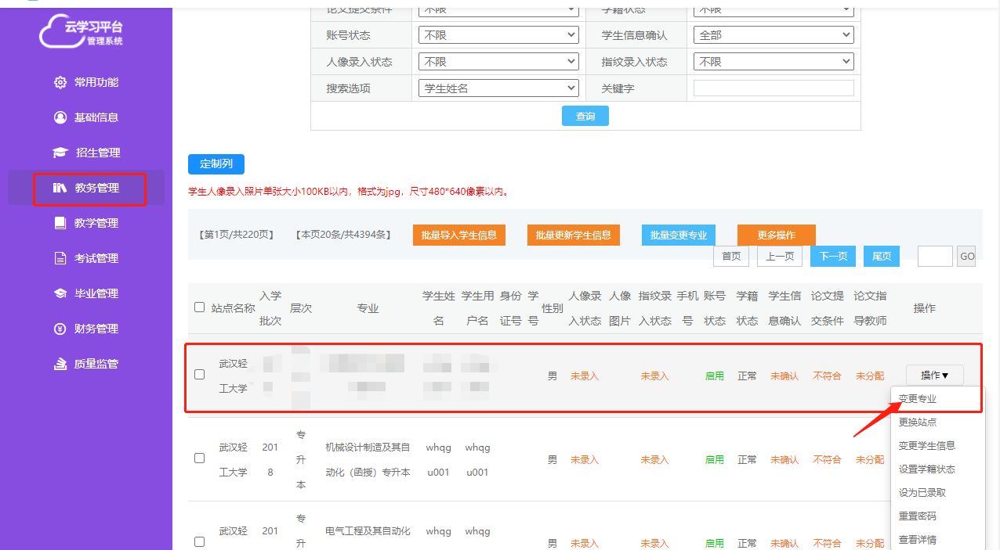 云学习平台
管理系统
常用功能
基础信息
招生管理
教务管理
教学管理
考试管理
毕业管理
财务管理
质量监管
论文提交条件 不限 学籍状态 不限
账号状态 不限 学生信息确认 全部
人像录入状态 不限 指纹录入状态 不限
搜索选项 学生姓名 关键字
查询
定制列
学生人像录入照片单张大小100KB以内，格式为jpg，尺寸480*640像素以内。
【第1页/共220页】 【本页20条/共4394条】 批量导入学生信息 批量更新学生信息 批量变更专业 更多操作
首页 上一页 下一页 尾页 GO
入学 学生姓 学生用 身份 学 人像录 人像 指纹录 手机 账号 学籍 学生信 论文提 论文指
站点名称 层次 专业 性别 操作
批次 名 户名 证号 号 入状态 图片 入状态 号 状态 状态 息确认 交条件 导教师
武汉轻
男 未录入 未录入 启用 正常 未确认 不符合 未分配 操作▼
工大学
变更专业
更换站点
变更学生信息
设置学籍状态
设为已录取
重置密码
查看详情
专
武汉轻 201 机械设计制造及其自 whqg whqg
升 男 未录入 未录入 启用 正常 未确认 不符合 未分配
工大学 8 动化（函授）专升本 u001 u001
本
专
武汉轻 201 电气工程及其自动化 whqg whqg
升 男 未录入 未录入 启用 正常 未确认 不符合 未分配